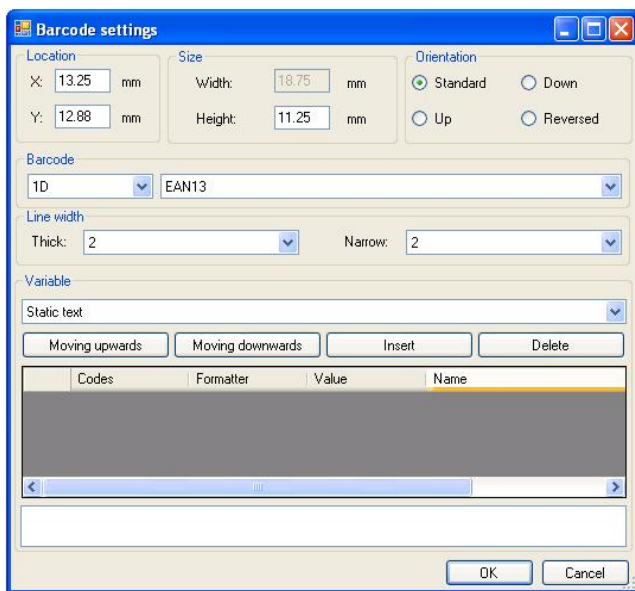 Barcode settings
Location
Size
Orientation
X: 13.25 mm
Width: 18.75 mm
Standard
Down
Y: 12.88 mm
Height: 11.25 mm
Up
Reversed
Barcode
1D
EAN13
Line width
Thick: 2
Narrow: 2
Variable
Static text
Moving upwards
Moving downwards
Insert
Delete
Codes
Formatter
Value
Name
OK
Cancel